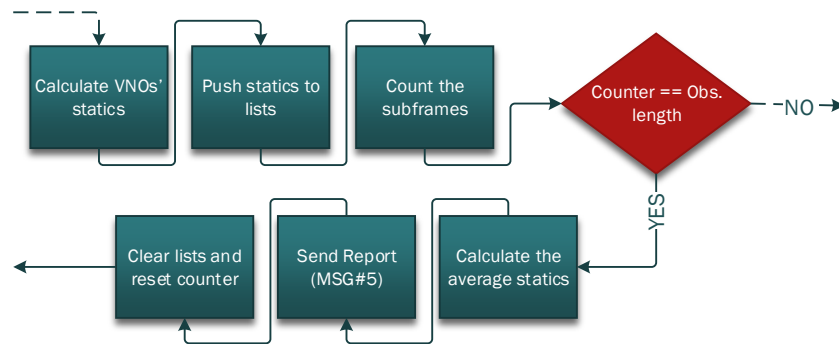 Calculate VNOs'
statics
Push statics to
lists
Count the
subframes
Counter == Obs.
length
NO
YES
Clear lists and
reset counter
Send Report
(MSG#5)
Calculate the
average statics